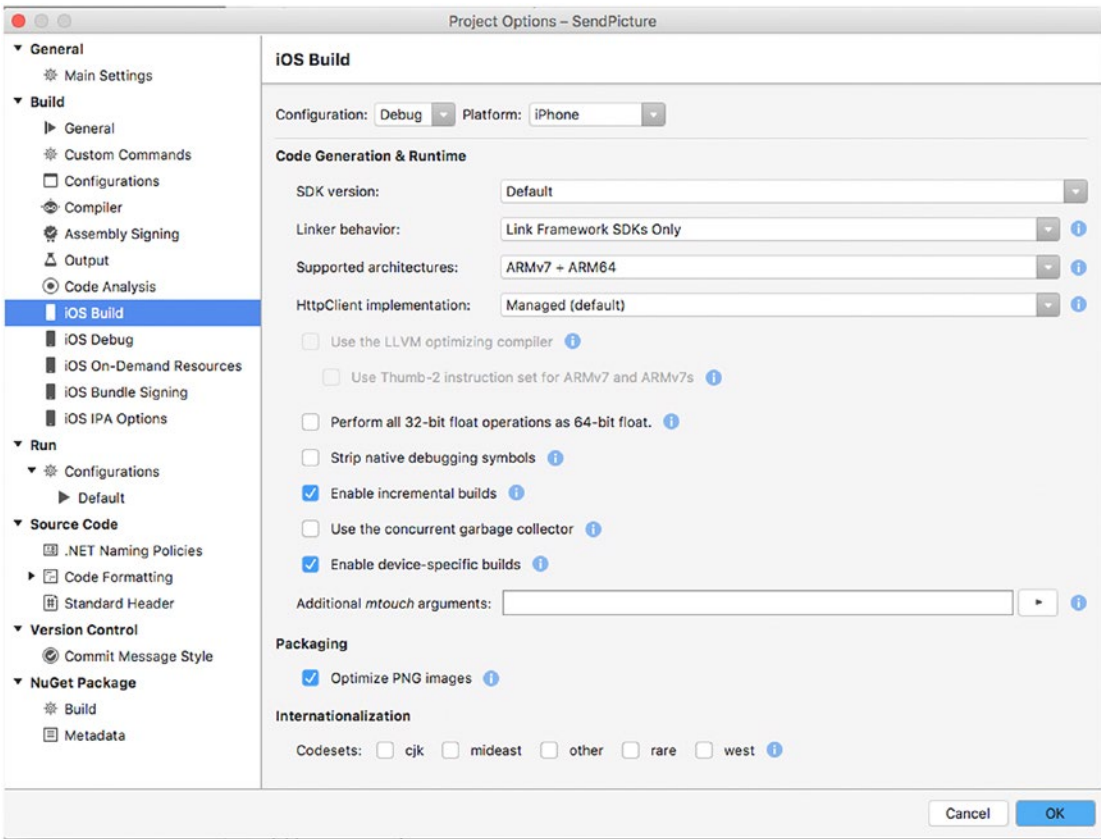 Project Options – SendPicture
General
Main Settings
Build
General
Custom Commands
Configurations
Compiler
Assembly Signing
Output
Code Analysis
iOS Build
iOS Debug
iOS On-Demand Resources
iOS Bundle Signing
iOS IPA Options
Run
Configurations
Default
Source Code
.NET Naming Policies
Code Formatting
Standard Header
Version Control
Commit Message Style
NuGet Package
Build
Metadata
iOS Build
Configuration: Debug Platform: iPhone
Code Generation & Runtime
SDK version: Default
Linker behavior: Link Framework SDKs Only
Supported architectures: ARMv7 + ARM64
HttpClient implementation: Managed (default)
Use the LLVM optimizing compiler
Use Thumb-2 instruction set for ARMv7 and ARMv7s
Perform all 32-bit float operations as 64-bit float.
Strip native debugging symbols
Enable incremental builds
Use the concurrent garbage collector
Enable device-specific builds
Additional mtouch arguments:
Packaging
Optimize PNG images
Internationalization
Codesets: cjk mideast other rare west
Cancel OK